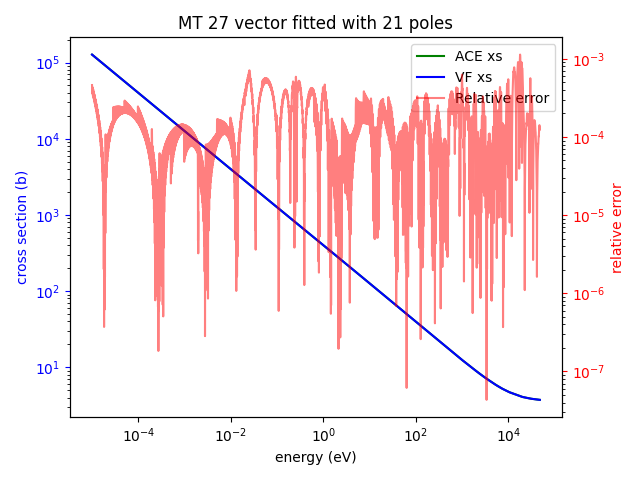 MT 27 vector fitted with 21 poles
ACE xs
VF xs
Relative error
cross section (b)
10^5
10^4
10^3
10^2
10^1
10^-3
10^-4
10^-5
10^-6
10^-7
relative error
10^-4
10^-2
10^0
10^2
10^4
energy (eV)